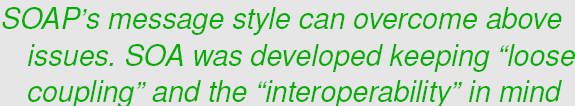 SOAP's message style can overcome above
issues. SOA was developed keeping “loose
coupling” and the “interoperability” in mind